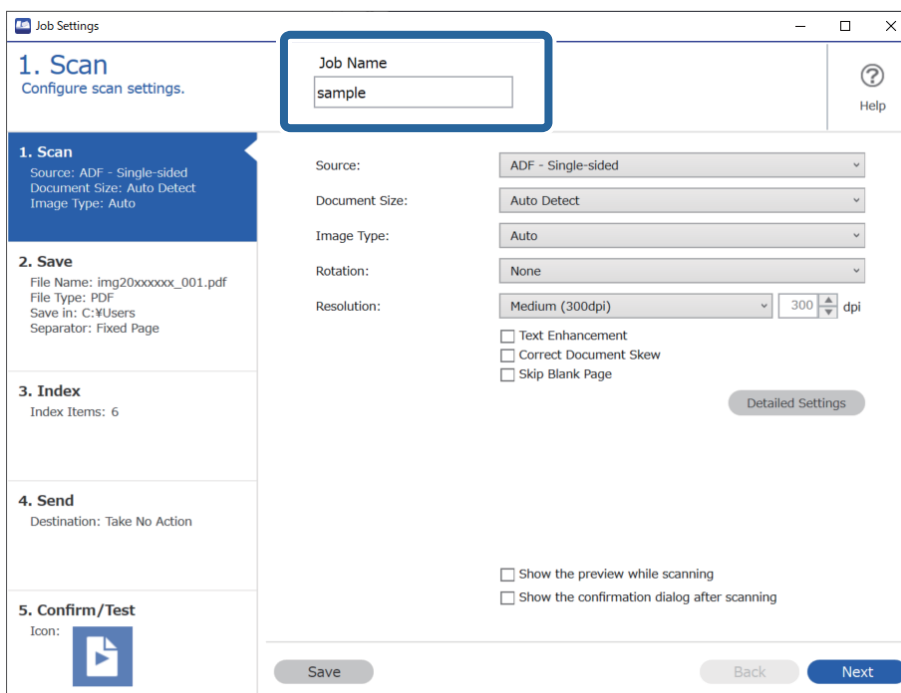 Job Settings
1. Scan
Configure scan settings.
Job Name
sample
Help
1. Scan
Source: ADF - Single-sided
Document Size: Auto Detect
Image Type: Auto
2. Save
File Name: img20xxxxxx_001.pdf
File Type: PDF
Save in: C:¥Users
Separator: Fixed Page
3. Index
Index Items: 6
4. Send
Destination: Take No Action
5. Confirm/Test
Icon:
Source: ADF - Single-sided
Document Size: Auto Detect
Image Type: Auto
Rotation: None
Resolution: Medium (300dpi) 300 dpi
Text Enhancement
Correct Document Skew
Skip Blank Page
Detailed Settings
Show the preview while scanning
Show the confirmation dialog after scanning
Save Back Next